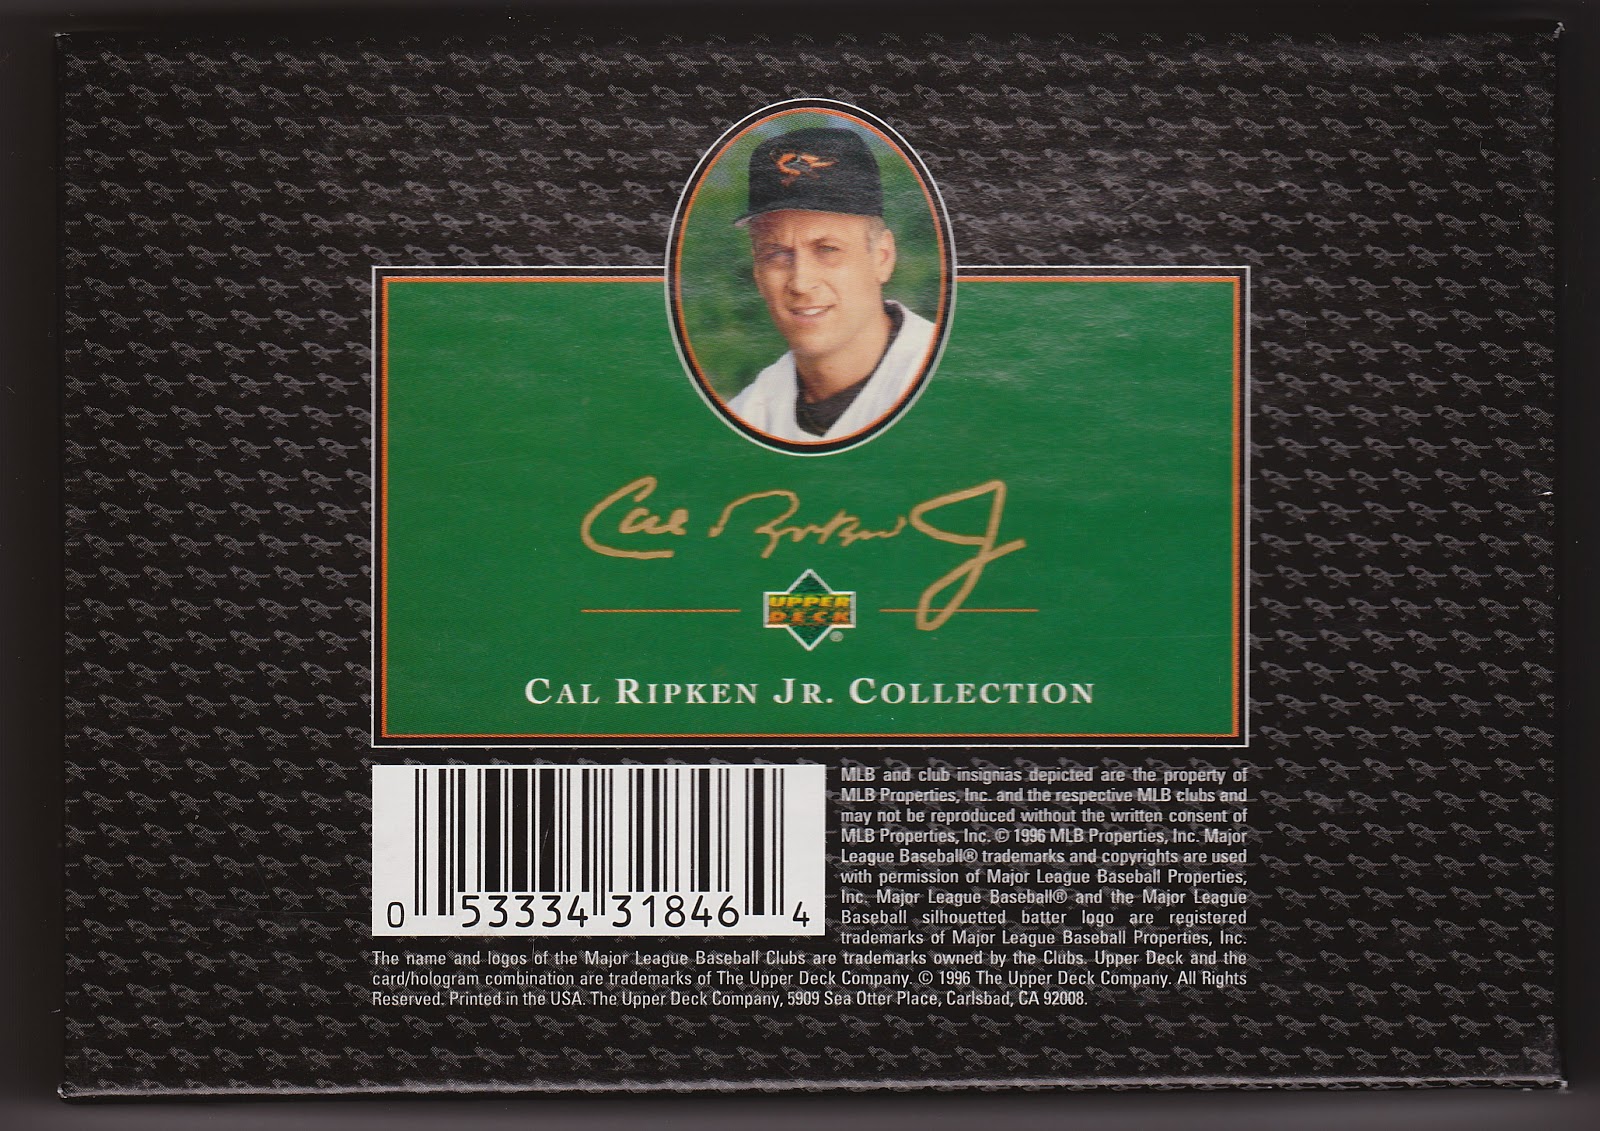 Cal Ripken Jr
UPPER
DECK
®
CAL RIPKEN JR. COLLECTION
MLB and club insignias depicted are the property of
MLB Properties, Inc. and the respective MLB clubs and
may not be reproduced without the written consent of
MLB Properties, Inc. © 1996 MLB Properties, Inc. Major
League Baseball® trademarks and copyrights are used
with permission of Major League Baseball Properties,
Inc. Major League Baseball® and the Major League
Baseball silhouetted batter logo are registered
trademarks of Major League Baseball Properties, Inc.
0 53334 31846 4
The name and logos of the Major League Baseball Clubs are trademarks owned by the Clubs. Upper Deck and the
card/hologram combination are trademarks of The Upper Deck Company. © 1996 The Upper Deck Company. All Rights
Reserved. Printed in the USA. The Upper Deck Company, 5909 Sea Otter Place, Carlsbad, CA 92008.